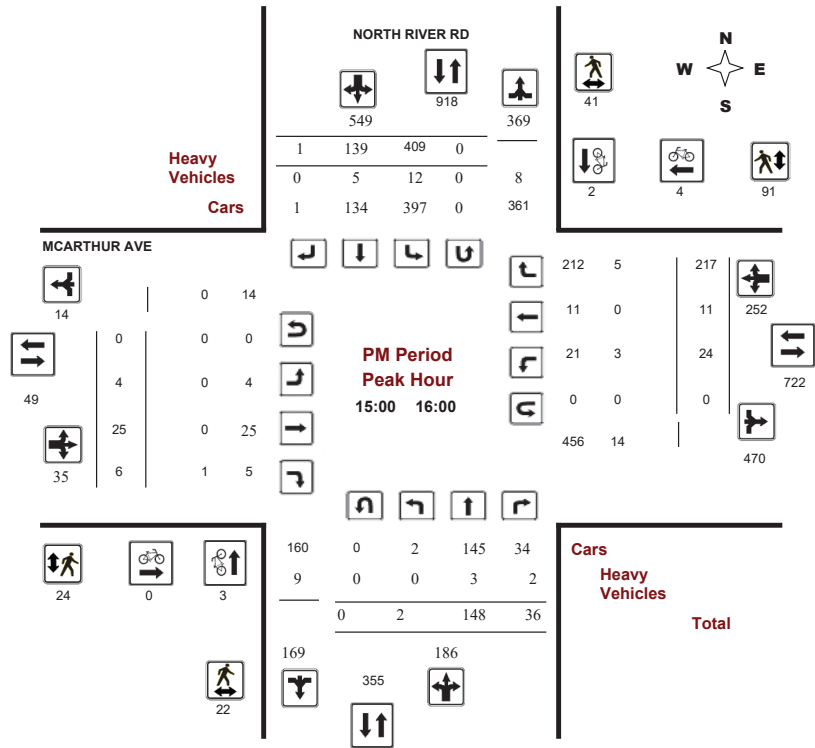 NORTH RIVER RD
N
W E
S
918
41
549 369
1 139 409 0
Heavy
Vehicles
0 5 12 0 8
2 4 91
Cars
1 134 397 0 361
MCARTHUR AVE
212 5 217
14
0 14
11 0 11 252
0 0 0
PM Period
Peak Hour
15:00 16:00
21 3 24
722
49
4 0 4
0 0 0
25 0 25
456 14
470
35
6 1 5
160 0 2 145 34
Cars
9 0 0 3 2
Heavy
Vehicles
24 0 3
0 2 148 36
Total
169 186
355
22